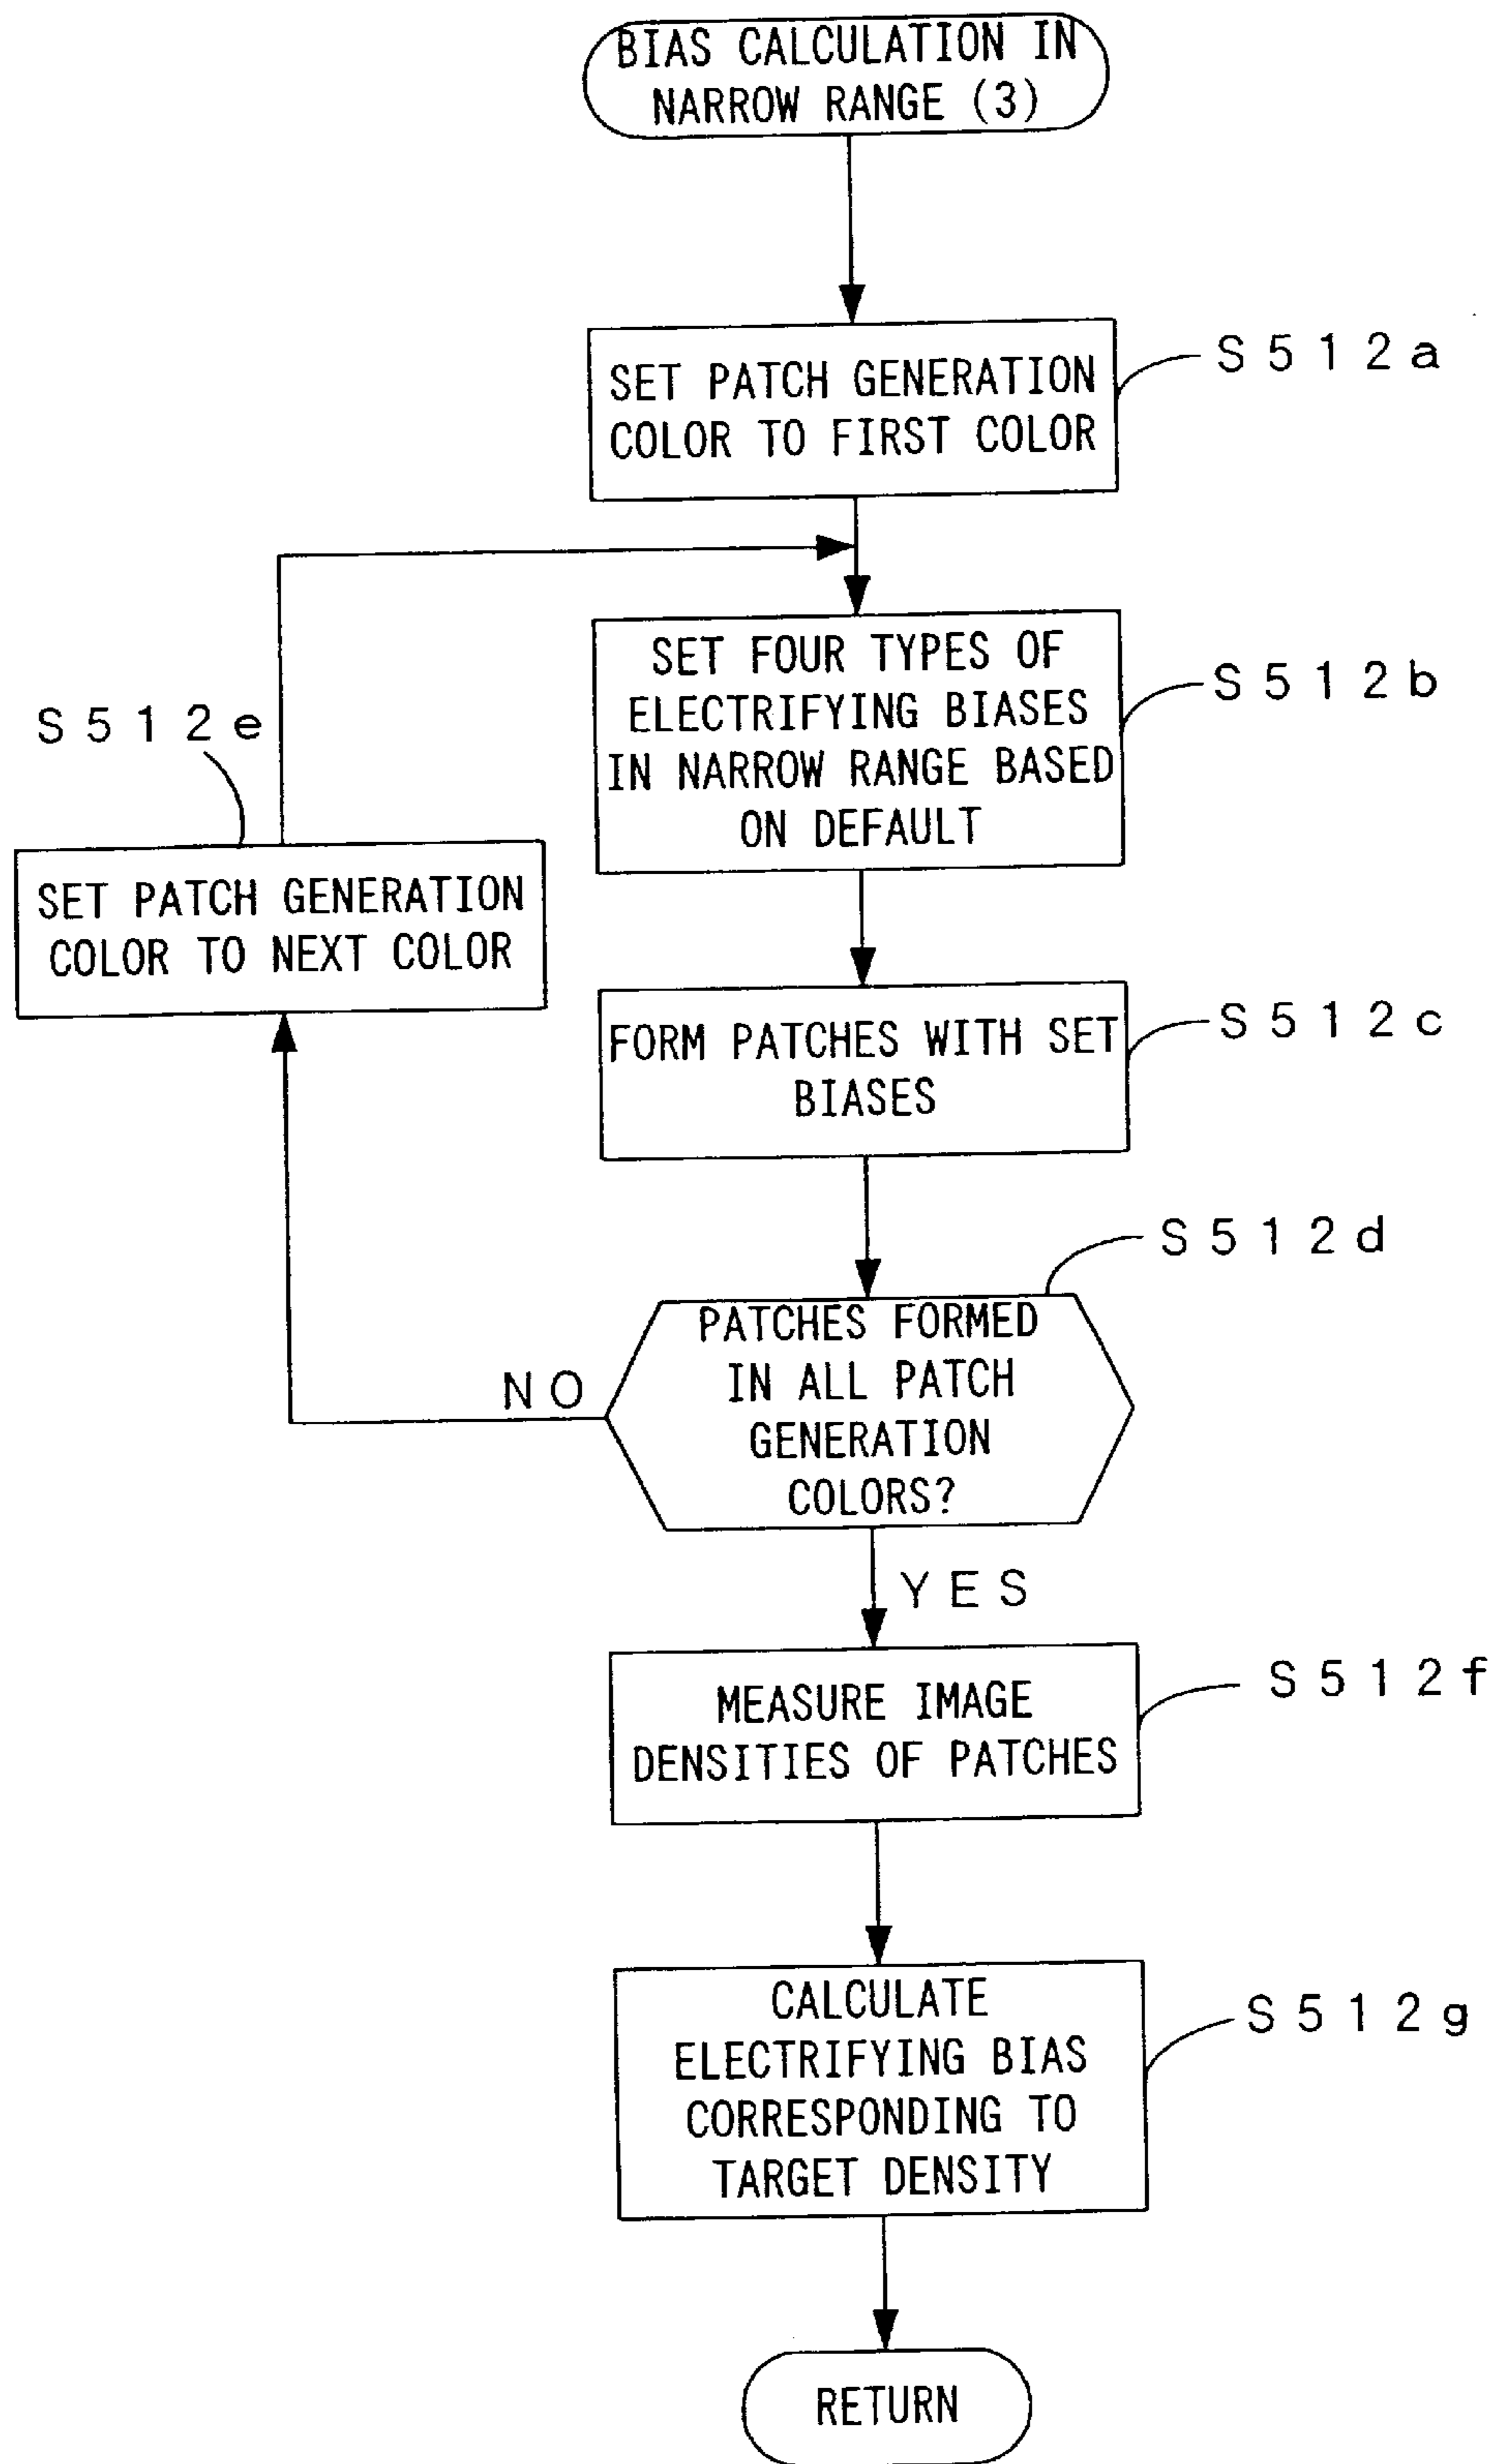 BIAS CALCULATION IN
NARROW RANGE (3)
SET PATCH GENERATION
COLOR TO FIRST COLOR
S512a
SET FOUR TYPES OF
ELECTRIFYING BIASES
IN NARROW RANGE BASED
ON DEFAULT
S512b
S512e
SET PATCH GENERATION
COLOR TO NEXT COLOR
FORM PATCHES WITH SET
BIASES
S512c
S512d
PATCHES FORMED
IN ALL PATCH
GENERATION
COLORS?
NO
YES
MEASURE IMAGE
DENSITIES OF PATCHES
S512f
CALCULATE
ELECTRIFYING BIAS
CORRESPONDING TO
TARGET DENSITY
S512g
RETURN